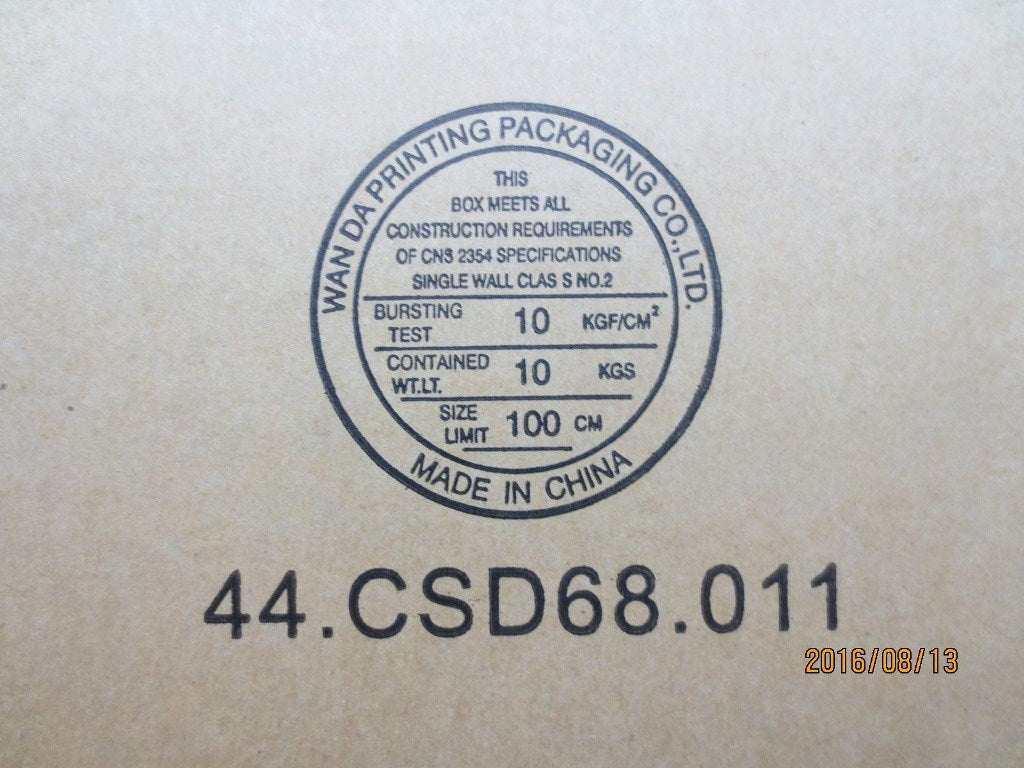 WAN DA PRINTING PACKAGING CO.,LTD.
THIS
BOX MEETS ALL
CONSTRUCTION REQUIREMENTS
OF CNS 2354 SPECIFICATIONS
SINGLE WALL CLAS S NO.2
BURSTING TEST 10 KGF/CM²
CONTAINED WT.LT. 10 KGS
SIZE LIMIT 100 CM
MADE IN CHINA
44.CSD68.011
2016/08/13